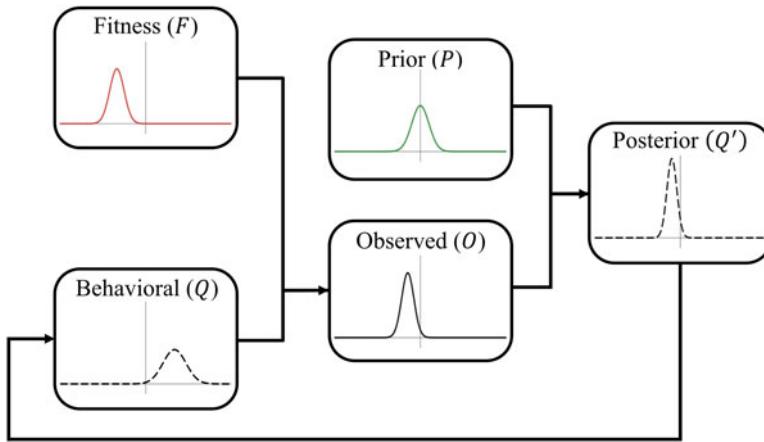 Fitness (F)
Prior (P)
Posterior (Q′)
Observed (O)
Behavioral (Q)